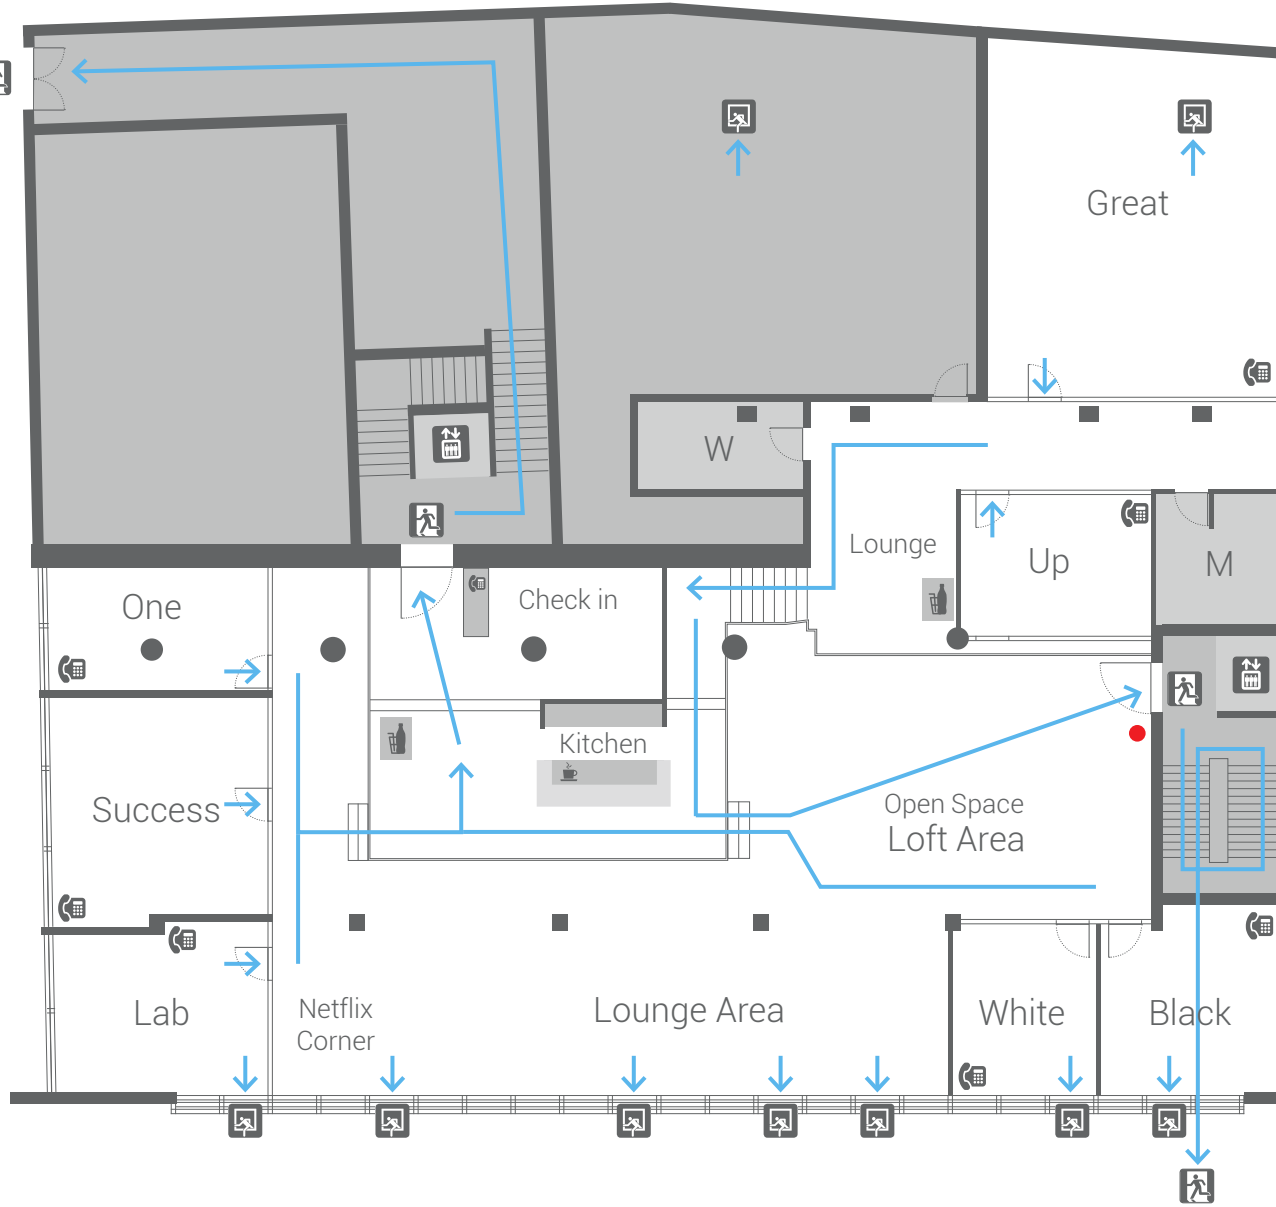 Great
W
Lounge
Up
M
One
Check in
Kitchen
Success
Open Space
Loft Area
Lab
Netflix
Corner
Lounge Area
White
Black